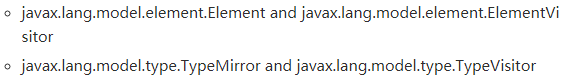 javax.lang.model.element.Element and javax.lang.model.element.ElementVi
sitor
javax.lang.model.type.TypeMirror and javax.lang.model.type.TypeVisitor